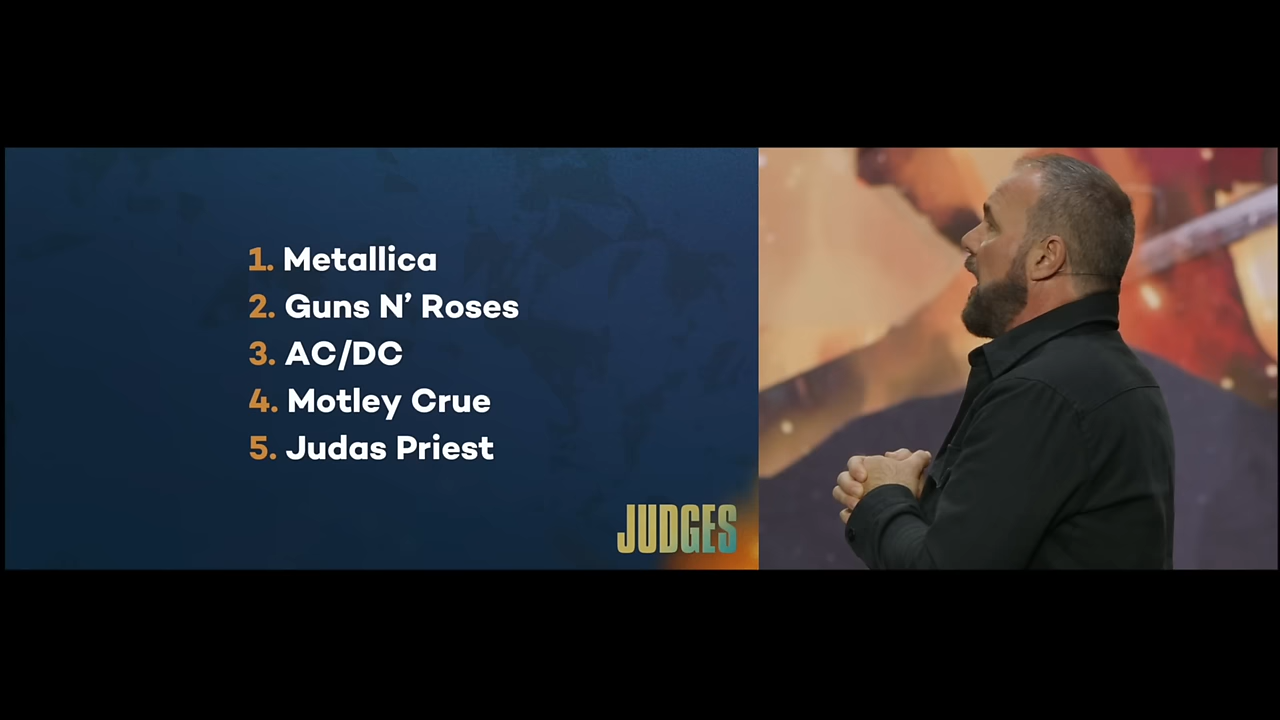 1. Metallica
2. Guns N’ Roses
3. AC/DC
4. Motley Crue
5. Judas Priest
JUDGES